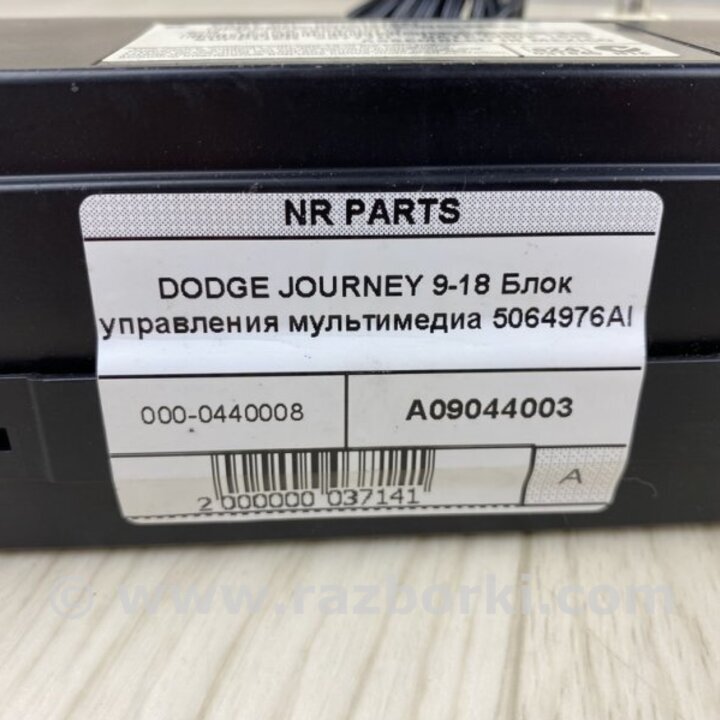 NR PARTS
DODGE JOURNEY 9-18 Блок
управления мультимедиа 5064976AI
000-0440008
A09044003
2 000000 037141
A
© www.razborki.com